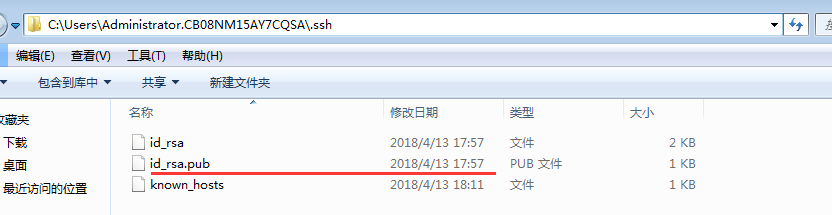 C:\Users\Administrator.CB08NM15AY7CQSA\.ssh
编辑(E) 查看(V) 工具(T) 帮助(H)
包含到库中 共享 新建文件夹
名称 修改日期 类型 大小
收藏夹
下载
桌面
最近访问的位置
id_rsa 2018/4/13 17:57 文件 2 KB
id_rsa.pub 2018/4/13 17:57 PUB 文件 1 KB
known_hosts 2018/4/13 18:11 文件 1 KB